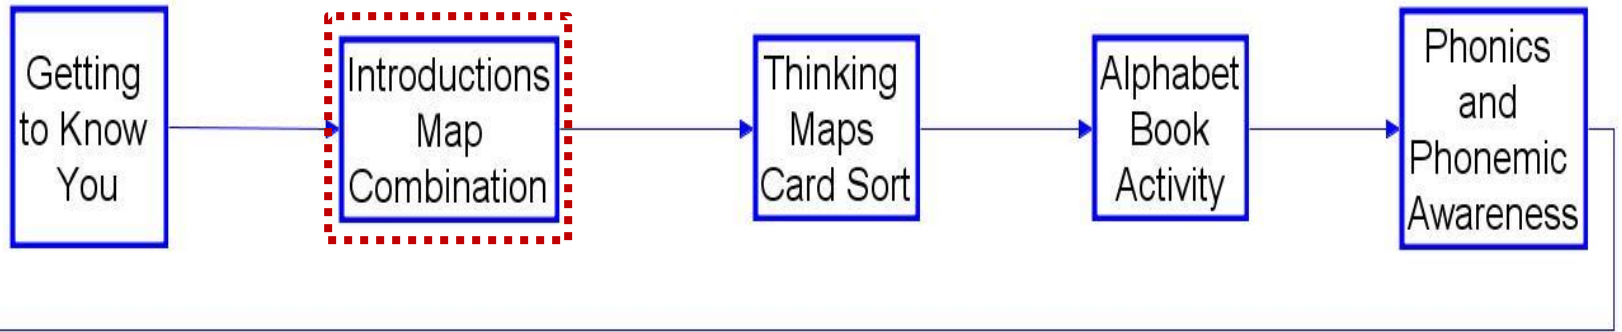 Getting
to Know
You
Introductions
Map
Combination
Thinking
Maps
Card Sort
Alphabet
Book
Activity
Phonics
and
Phonemic
Awareness